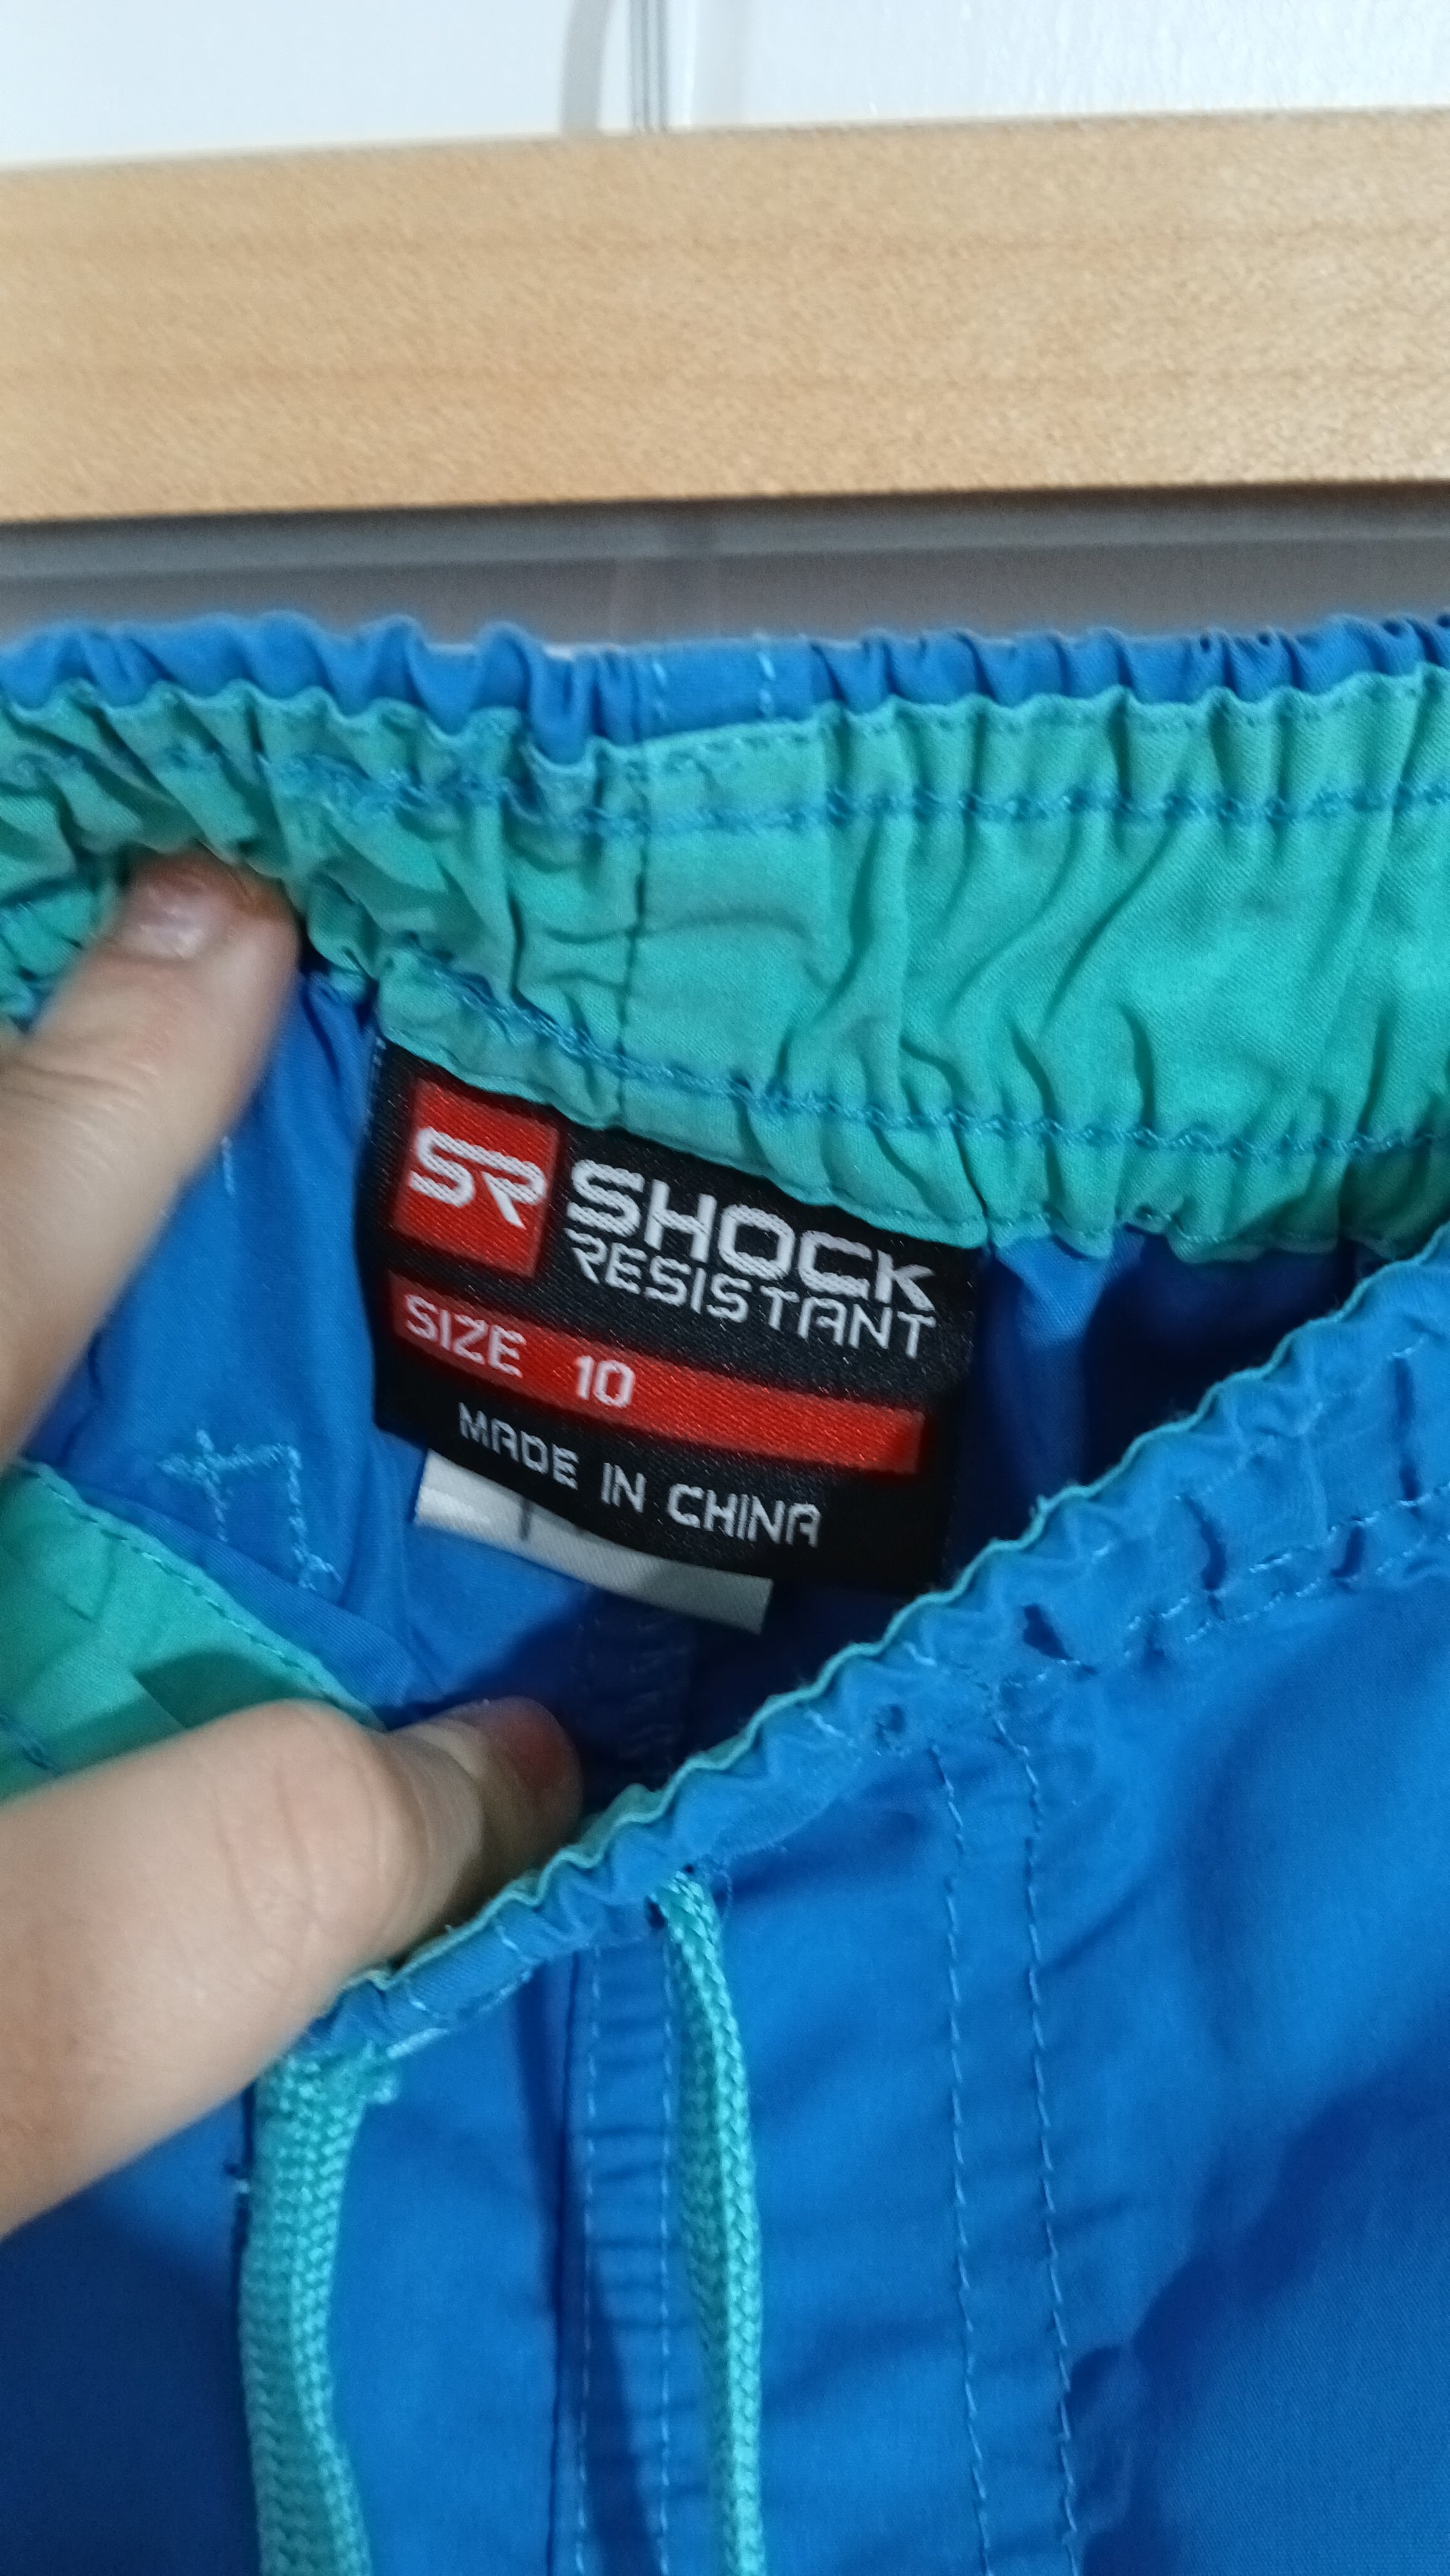 SR SHOCK
RESISTANT
SIZE 10
MADE IN CHINA